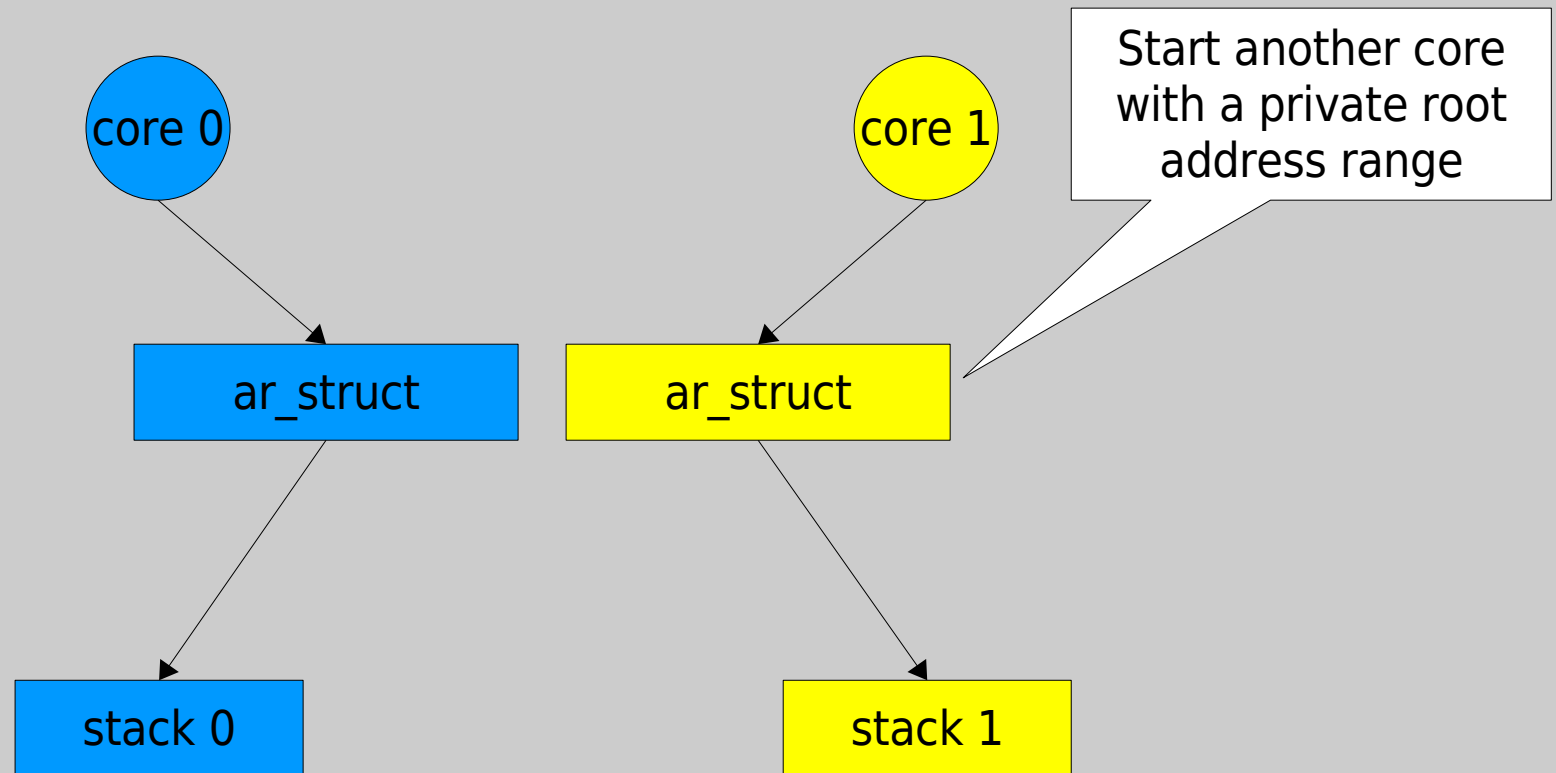 core 0
core 1
Start another core
with a private root
address range
ar_struct
ar_struct
stack 0
stack 1